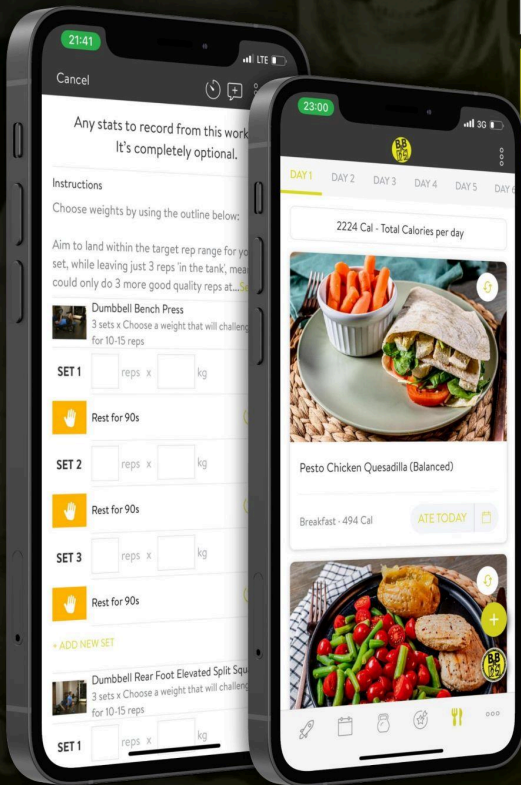 21:41
LTE
Cancel
Any stats to record from this work
It's completely optional.
Instructions
Choose weights by using the outline below:
Aim to land within the target rep range for yo
set, while leaving just 3 reps 'in the tank', mea
could only do 3 more good quality reps at...
Dumbbell Bench Press
3 sets x Choose a weight that will challeng
for 10-15 reps
SET 1 reps x kg
Rest for 90s
SET 2 reps x kg
Rest for 90s
SET 3 reps x kg
Rest for 90s
+ ADD NEW SET
Dumbbell Rear Foot Elevated Split Squ
3 sets x Choose a weight that will challeng
for 10-15 reps
SET 1 reps x kg
23:00
3G
BB
DAY 1 DAY 2 DAY 3 DAY 4 DAY 5 DAY 6
2224 Cal - Total Calories per day
Pesto Chicken Quesadilla (Balanced)
Breakfast - 494 Cal
ATE TODAY
+
BB